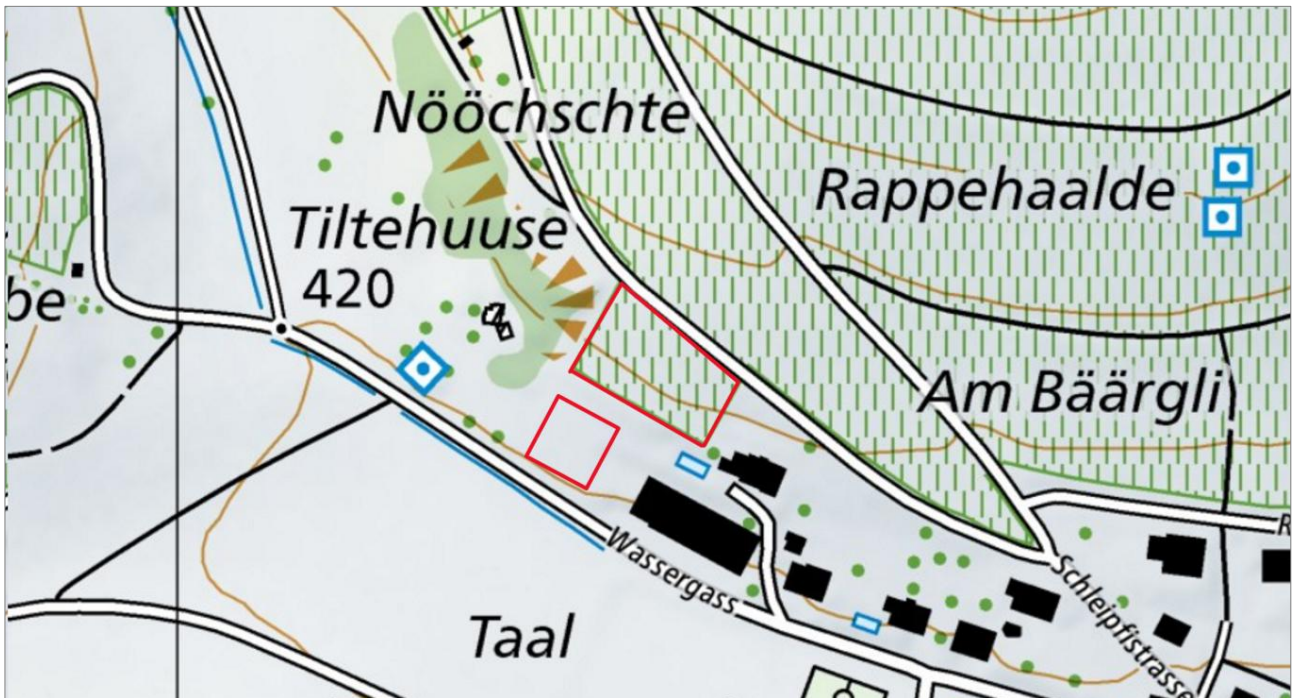 Nööchschte
Rappehaalde
Tiltehuuse
420
be
Am Bäärgli
R
Wassergass
Schleipfistrasse
Taal